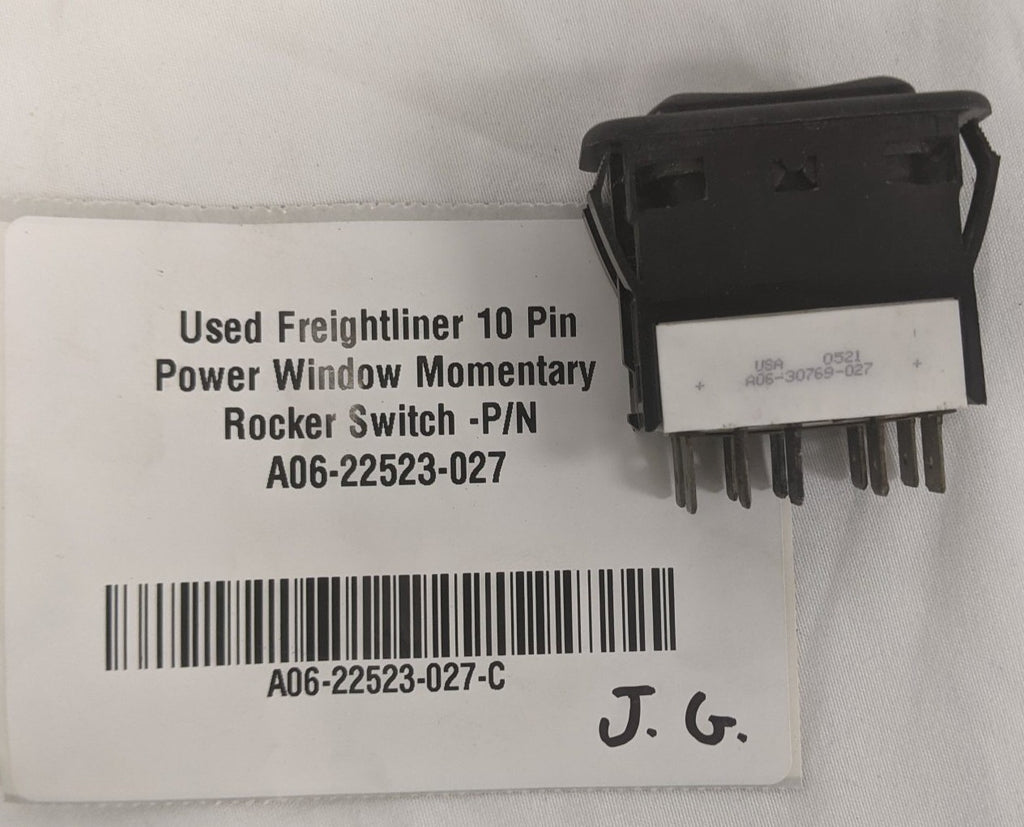 Used Freightliner 10 Pin
Power Window Momentary
Rocker Switch -P/N
A06-22523-027
A06-22523-027-C
J. G.
USA 0521
A06-30769-027